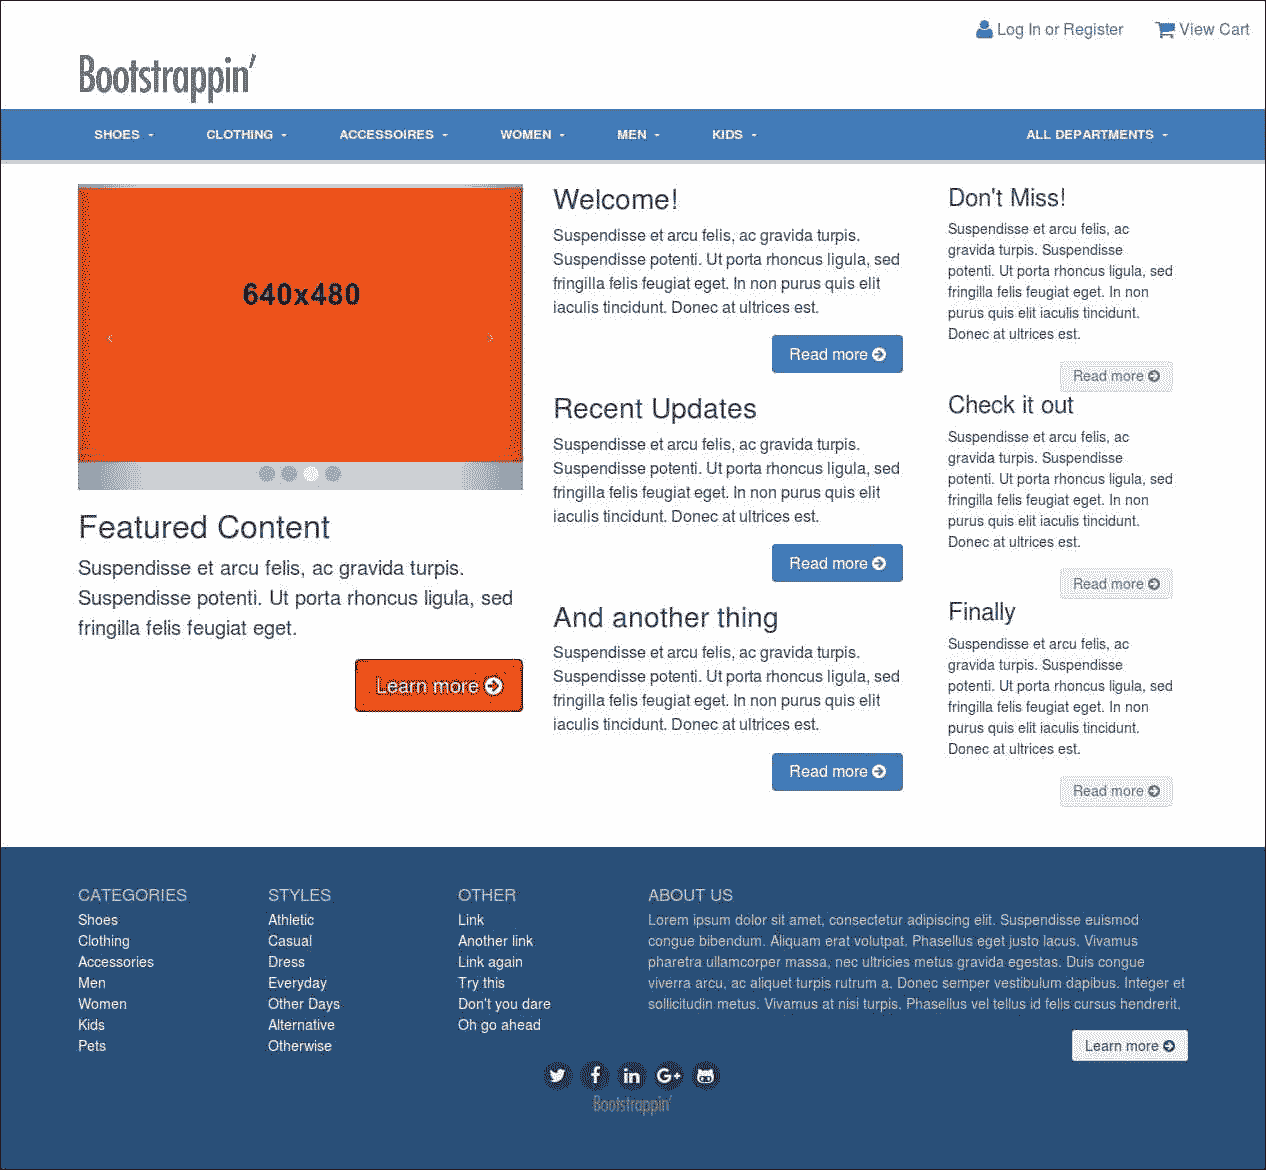 Log In or Register View Cart
Bootstrappin’
SHOES CLOTHING ACCESSOIRES WOMEN MEN KIDS ALL DEPARTMENTS
640x480
Featured Content
Suspendisse et arcu felis, ac gravida turpis.
Suspendisse potenti. Ut porta rhoncus ligula, sed
fringilla felis feugiat eget.
Learn more
Welcome!
Suspendisse et arcu felis, ac gravida turpis.
Suspendisse potenti. Ut porta rhoncus ligula, sed
fringilla felis feugiat eget. In non purus quis elit
iaculis tincidunt. Donec at ultrices est.
Read more
Recent Updates
Suspendisse et arcu felis, ac gravida turpis.
Suspendisse potenti. Ut porta rhoncus ligula, sed
fringilla felis feugiat eget. In non purus quis elit
iaculis tincidunt. Donec at ultrices est.
Read more
And another thing
Suspendisse et arcu felis, ac gravida turpis.
Suspendisse potenti. Ut porta rhoncus ligula, sed
fringilla felis feugiat eget. In non purus quis elit
iaculis tincidunt. Donec at ultrices est.
Read more
Don't Miss!
Suspendisse et arcu felis, ac
gravida turpis. Suspendisse
potenti. Ut porta rhoncus ligula, sed
fringilla felis feugiat eget. In non
purus quis elit iaculis tincidunt.
Donec at ultrices est.
Read more
Check it out
Suspendisse et arcu felis, ac
gravida turpis. Suspendisse
potenti. Ut porta rhoncus ligula, sed
fringilla felis feugiat eget. In non
purus quis elit iaculis tincidunt.
Donec at ultrices est.
Read more
Finally
Suspendisse et arcu felis, ac
gravida turpis. Suspendisse
potenti. Ut porta rhoncus ligula, sed
fringilla felis feugiat eget. In non
purus quis elit iaculis tincidunt.
Donec at ultrices est.
Read more
CATEGORIES
Shoes
Clothing
Accessories
Men
Women
Kids
Pets
STYLES
Athletic
Casual
Dress
Everyday
Other Days
Alternative
Otherwise
OTHER
Link
Another link
Link again
Try this
Don't you dare
Oh go ahead
ABOUT US
Lorem ipsum dolor sit amet, consectetur adipiscing elit. Suspendisse euismod
congue bibendum. Aliquam erat volutpat. Phasellus eget justo lacus. Vivamus
pharetra ullamcorper massa, nec ultricies metus gravida egestas. Duis congue
viverra arcu, ac aliquet turpis rutrum a. Donec semper vestibulum dapibus. Integer et
sollicitudin metus. Vivamus at nisi turpis. Phasellus vel tellus id felis cursus hendrerit.
Learn more
Bootstrappin’